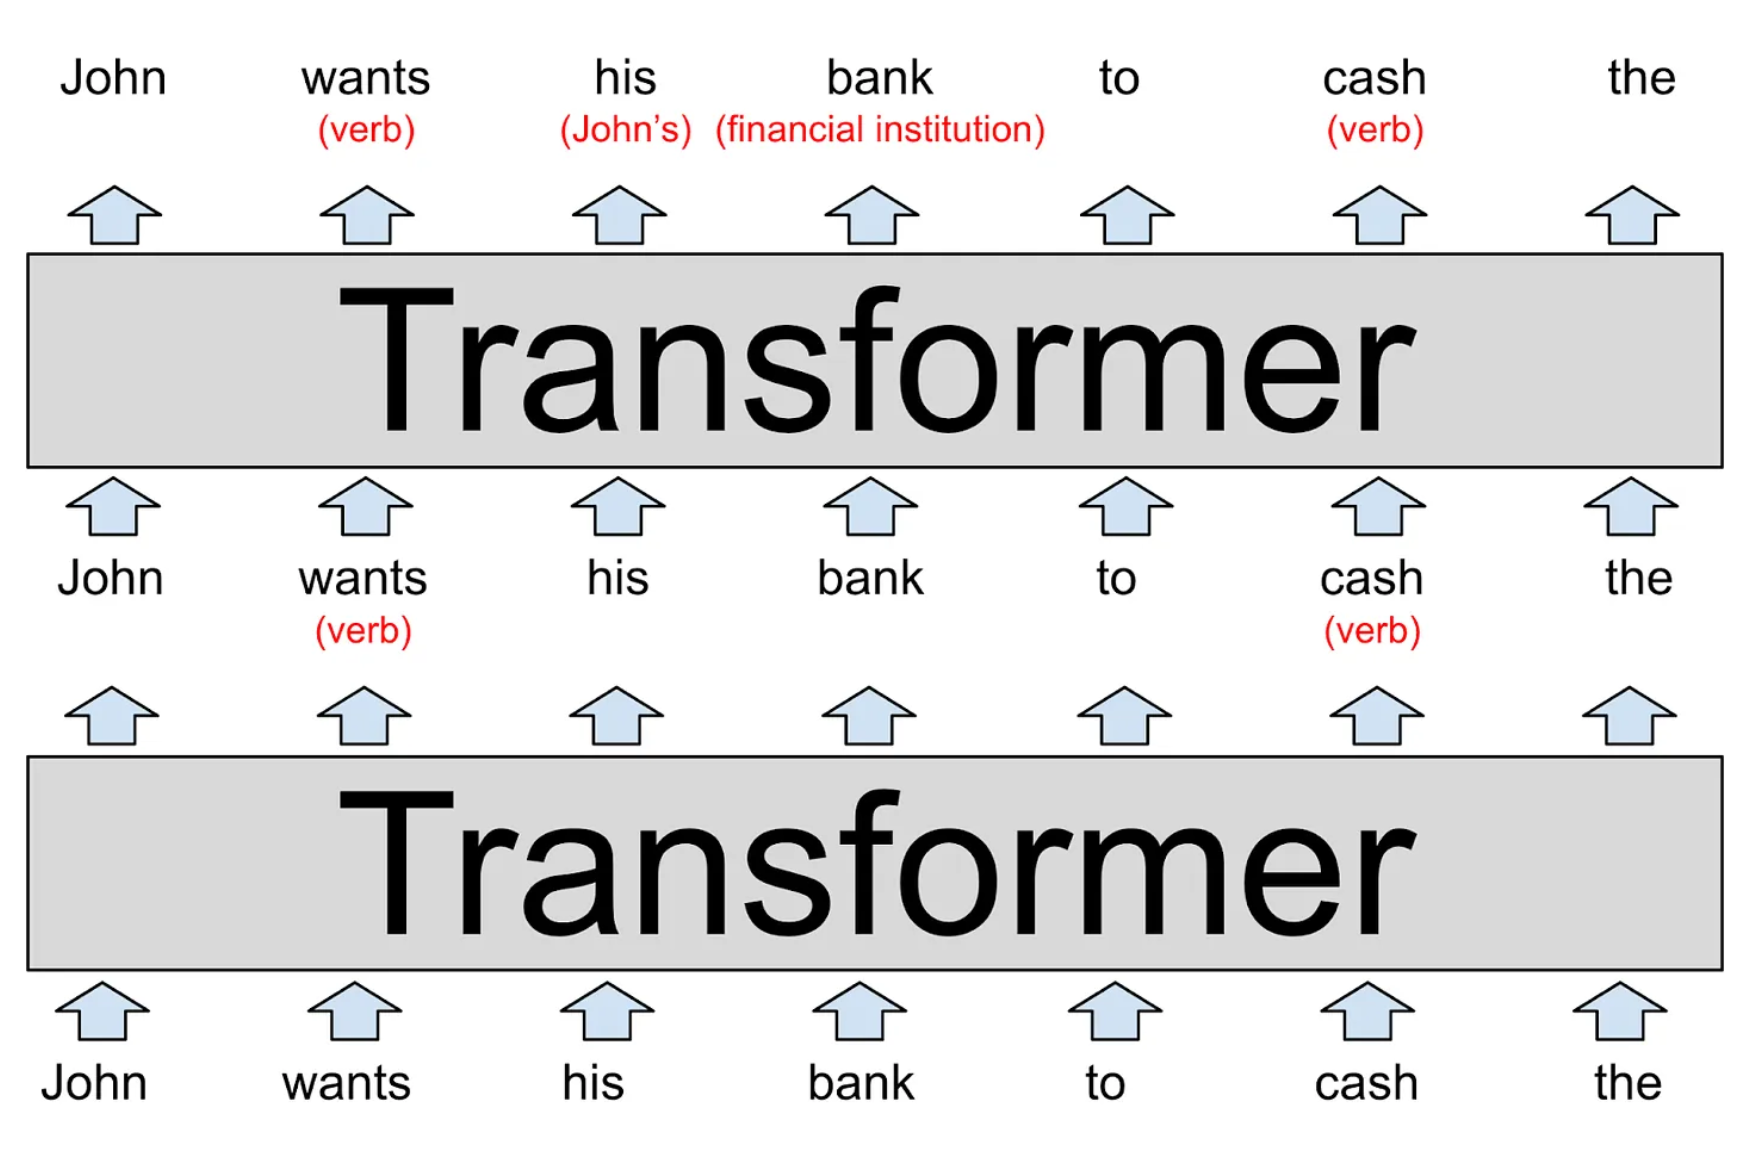 John wants his bank to cash the
(verb) (John's) (financial institution) (verb)
Transformer
John wants his bank to cash the
(verb) (verb)
Transformer
John wants his bank to cash the